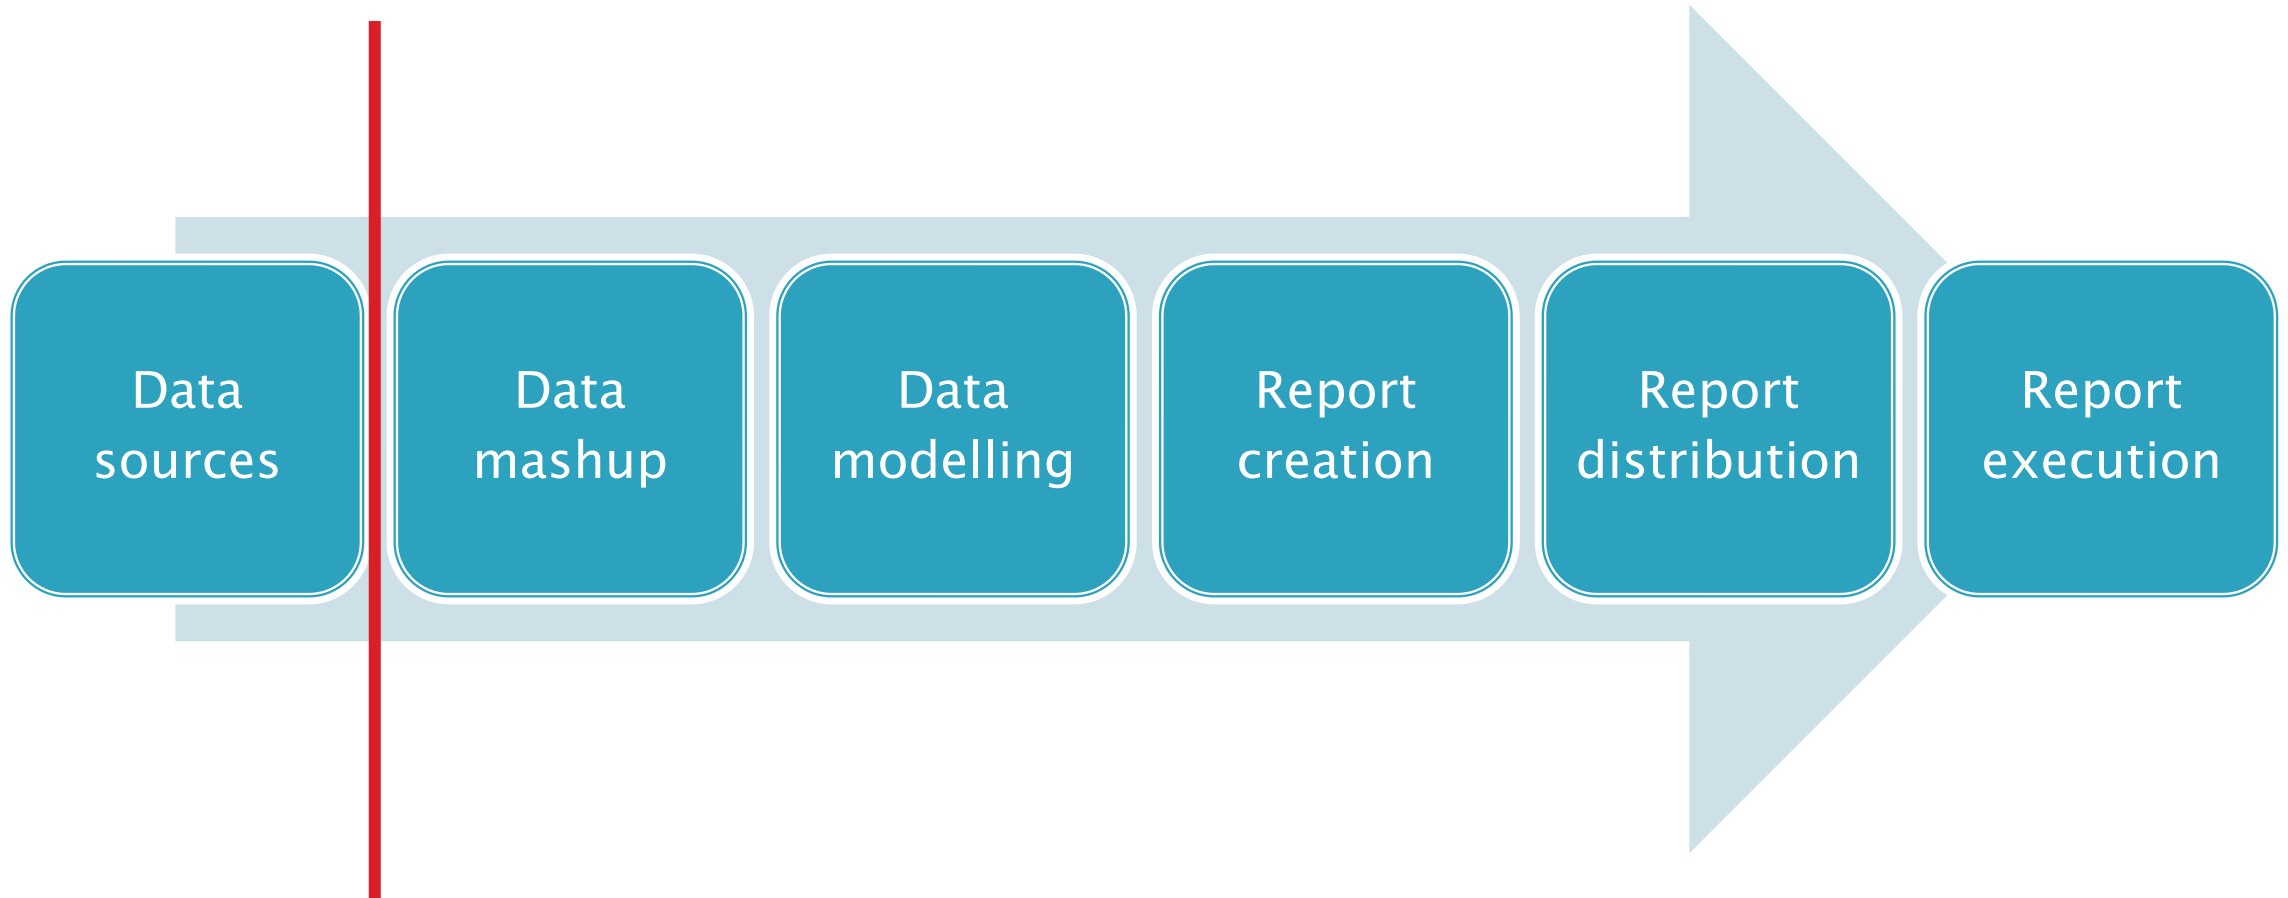 Data
sources
Data
mashup
Data
modelling
Report
creation
Report
distribution
Report
execution